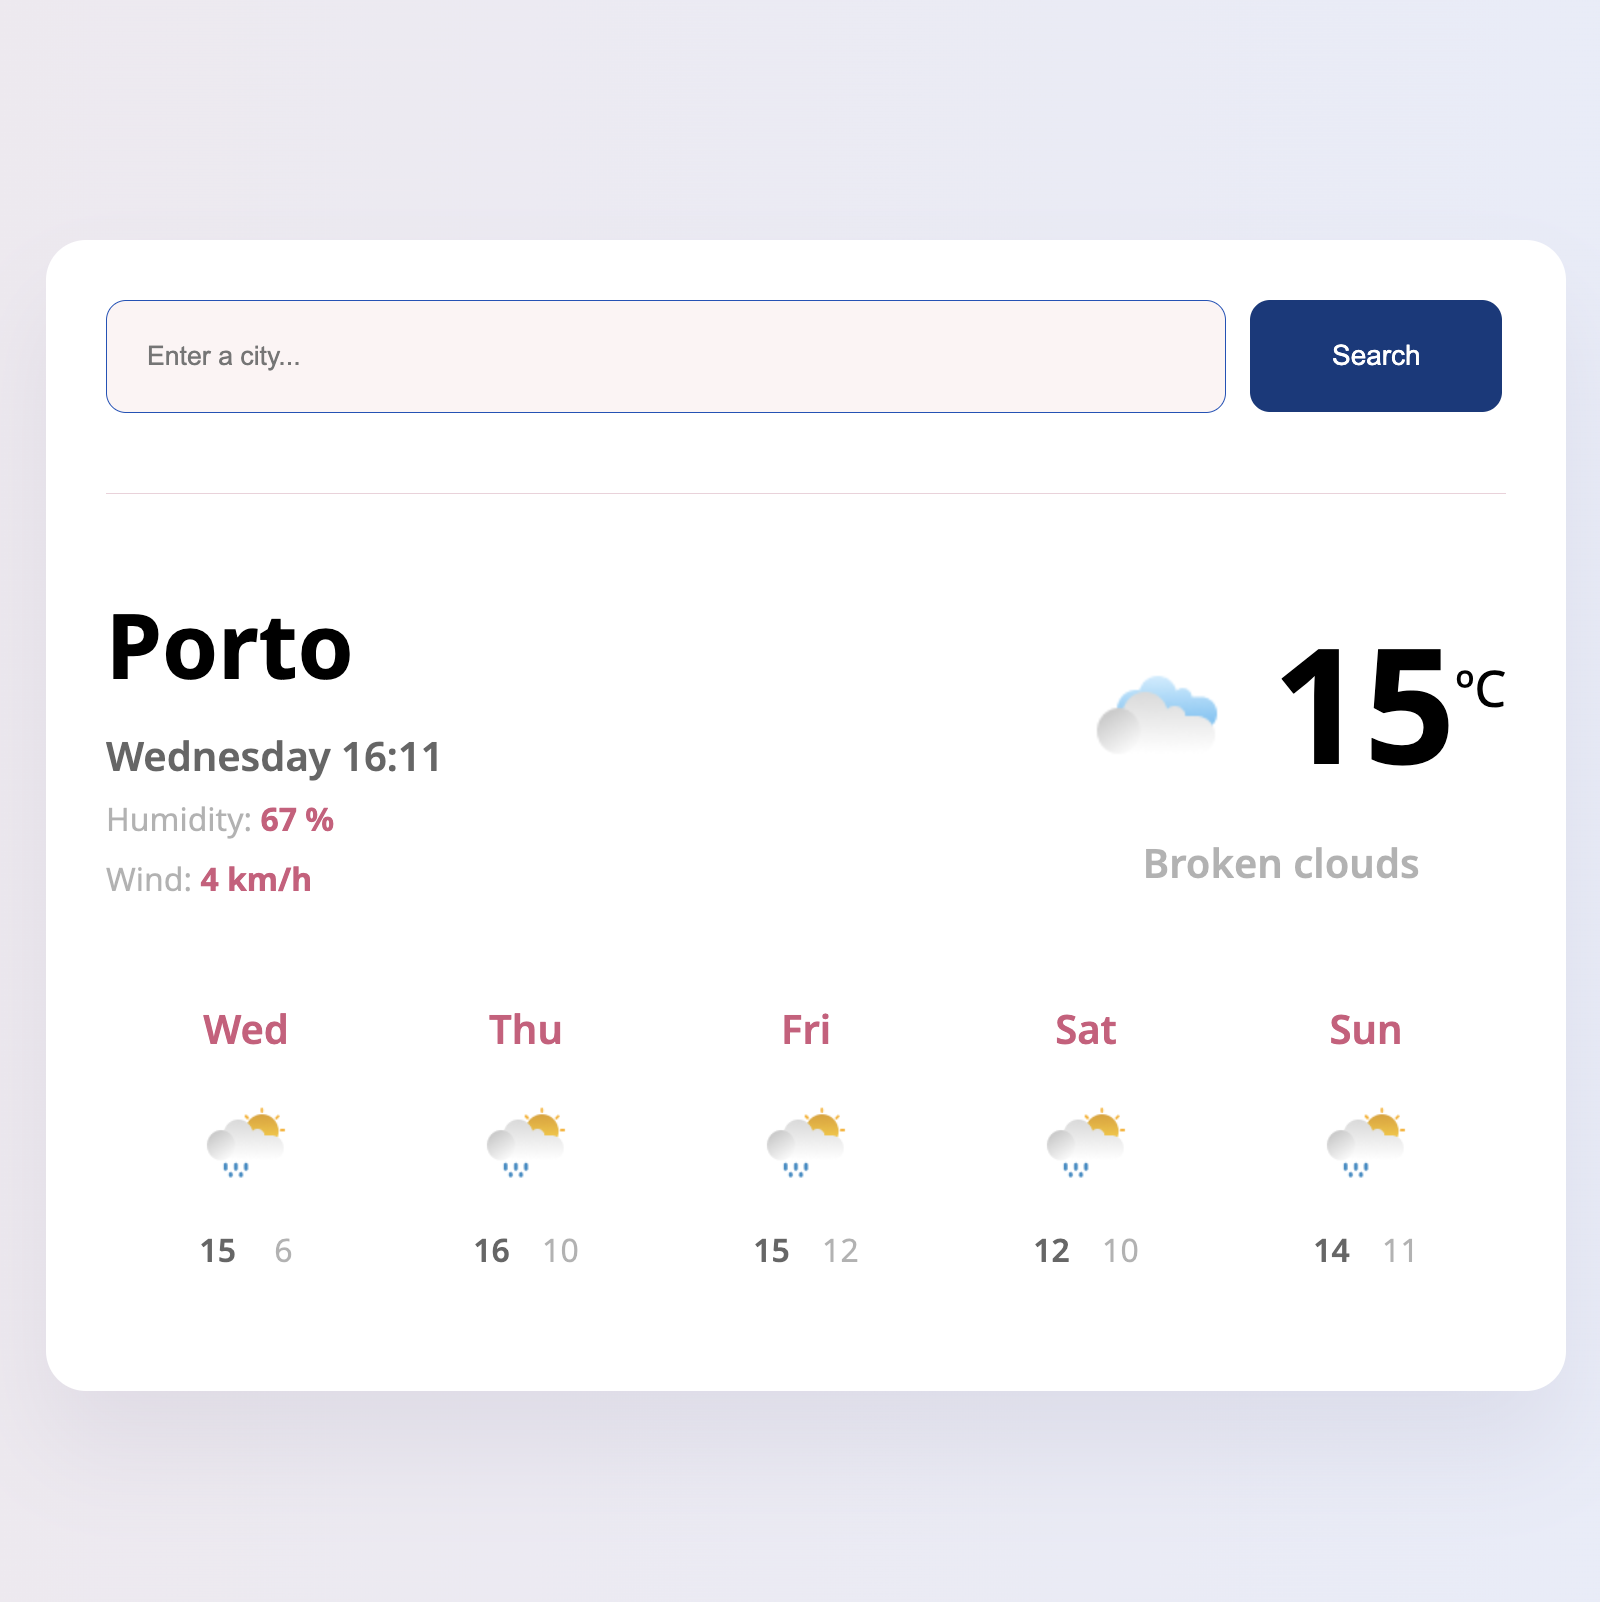 Enter a city...
Search
Porto
Wednesday 16:11
Humidity: 67 %
Wind: 4 km/h
15 ºC
Broken clouds
Wed Thu Fri Sat Sun
15 6 16 10 15 12 12 10 14 11